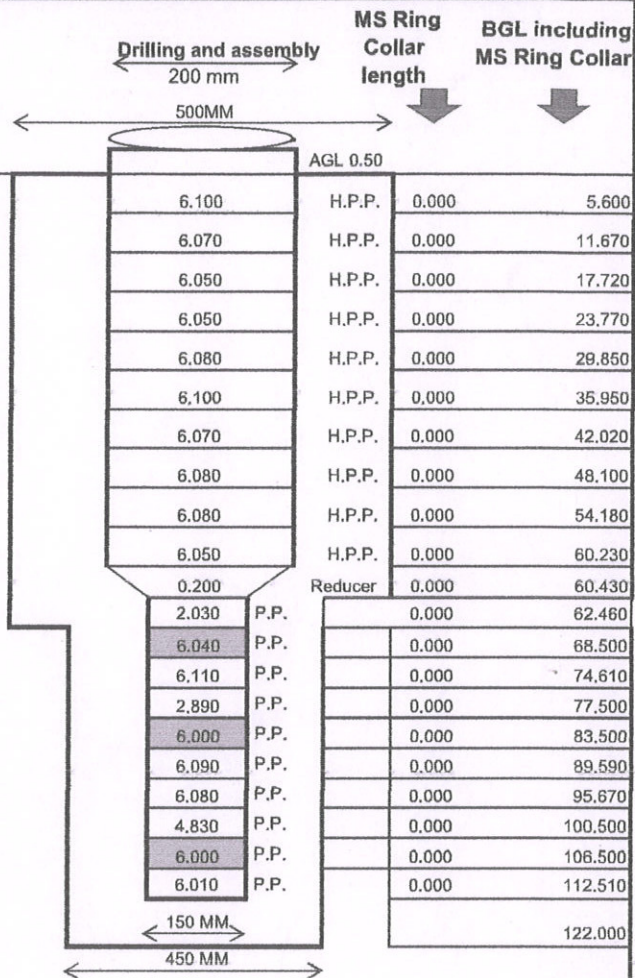 MS Ring Collar length
BGL including MS Ring Collar
Drilling and assembly
200 mm
500MM
AGL 0.50
6.100 H.P.P. 0.000 5.600
6.070 H.P.P. 0.000 11.670
6.050 H.P.P. 0.000 17.720
6.050 H.P.P. 0.000 23.770
6.080 H.P.P. 0.000 29.850
6.100 H.P.P. 0.000 35.950
6.070 H.P.P. 0.000 42.020
6.080 H.P.P. 0.000 48.100
6.080 H.P.P. 0.000 54.180
6.050 H.P.P. 0.000 60.230
0.200 Reducer 0.000 60.430
2.030 P.P. 0.000 62.460
6.040 P.P. 0.000 68.500
6.110 P.P. 0.000 74.610
2.890 P.P. 0.000 77.500
6.000 P.P. 0.000 83.500
6.090 P.P. 0.000 89.590
6.080 P.P. 0.000 95.670
4.830 P.P. 0.000 100.500
6.000 P.P. 0.000 106.500
6.010 P.P. 0.000 112.510
150 MM
122.000
450 MM